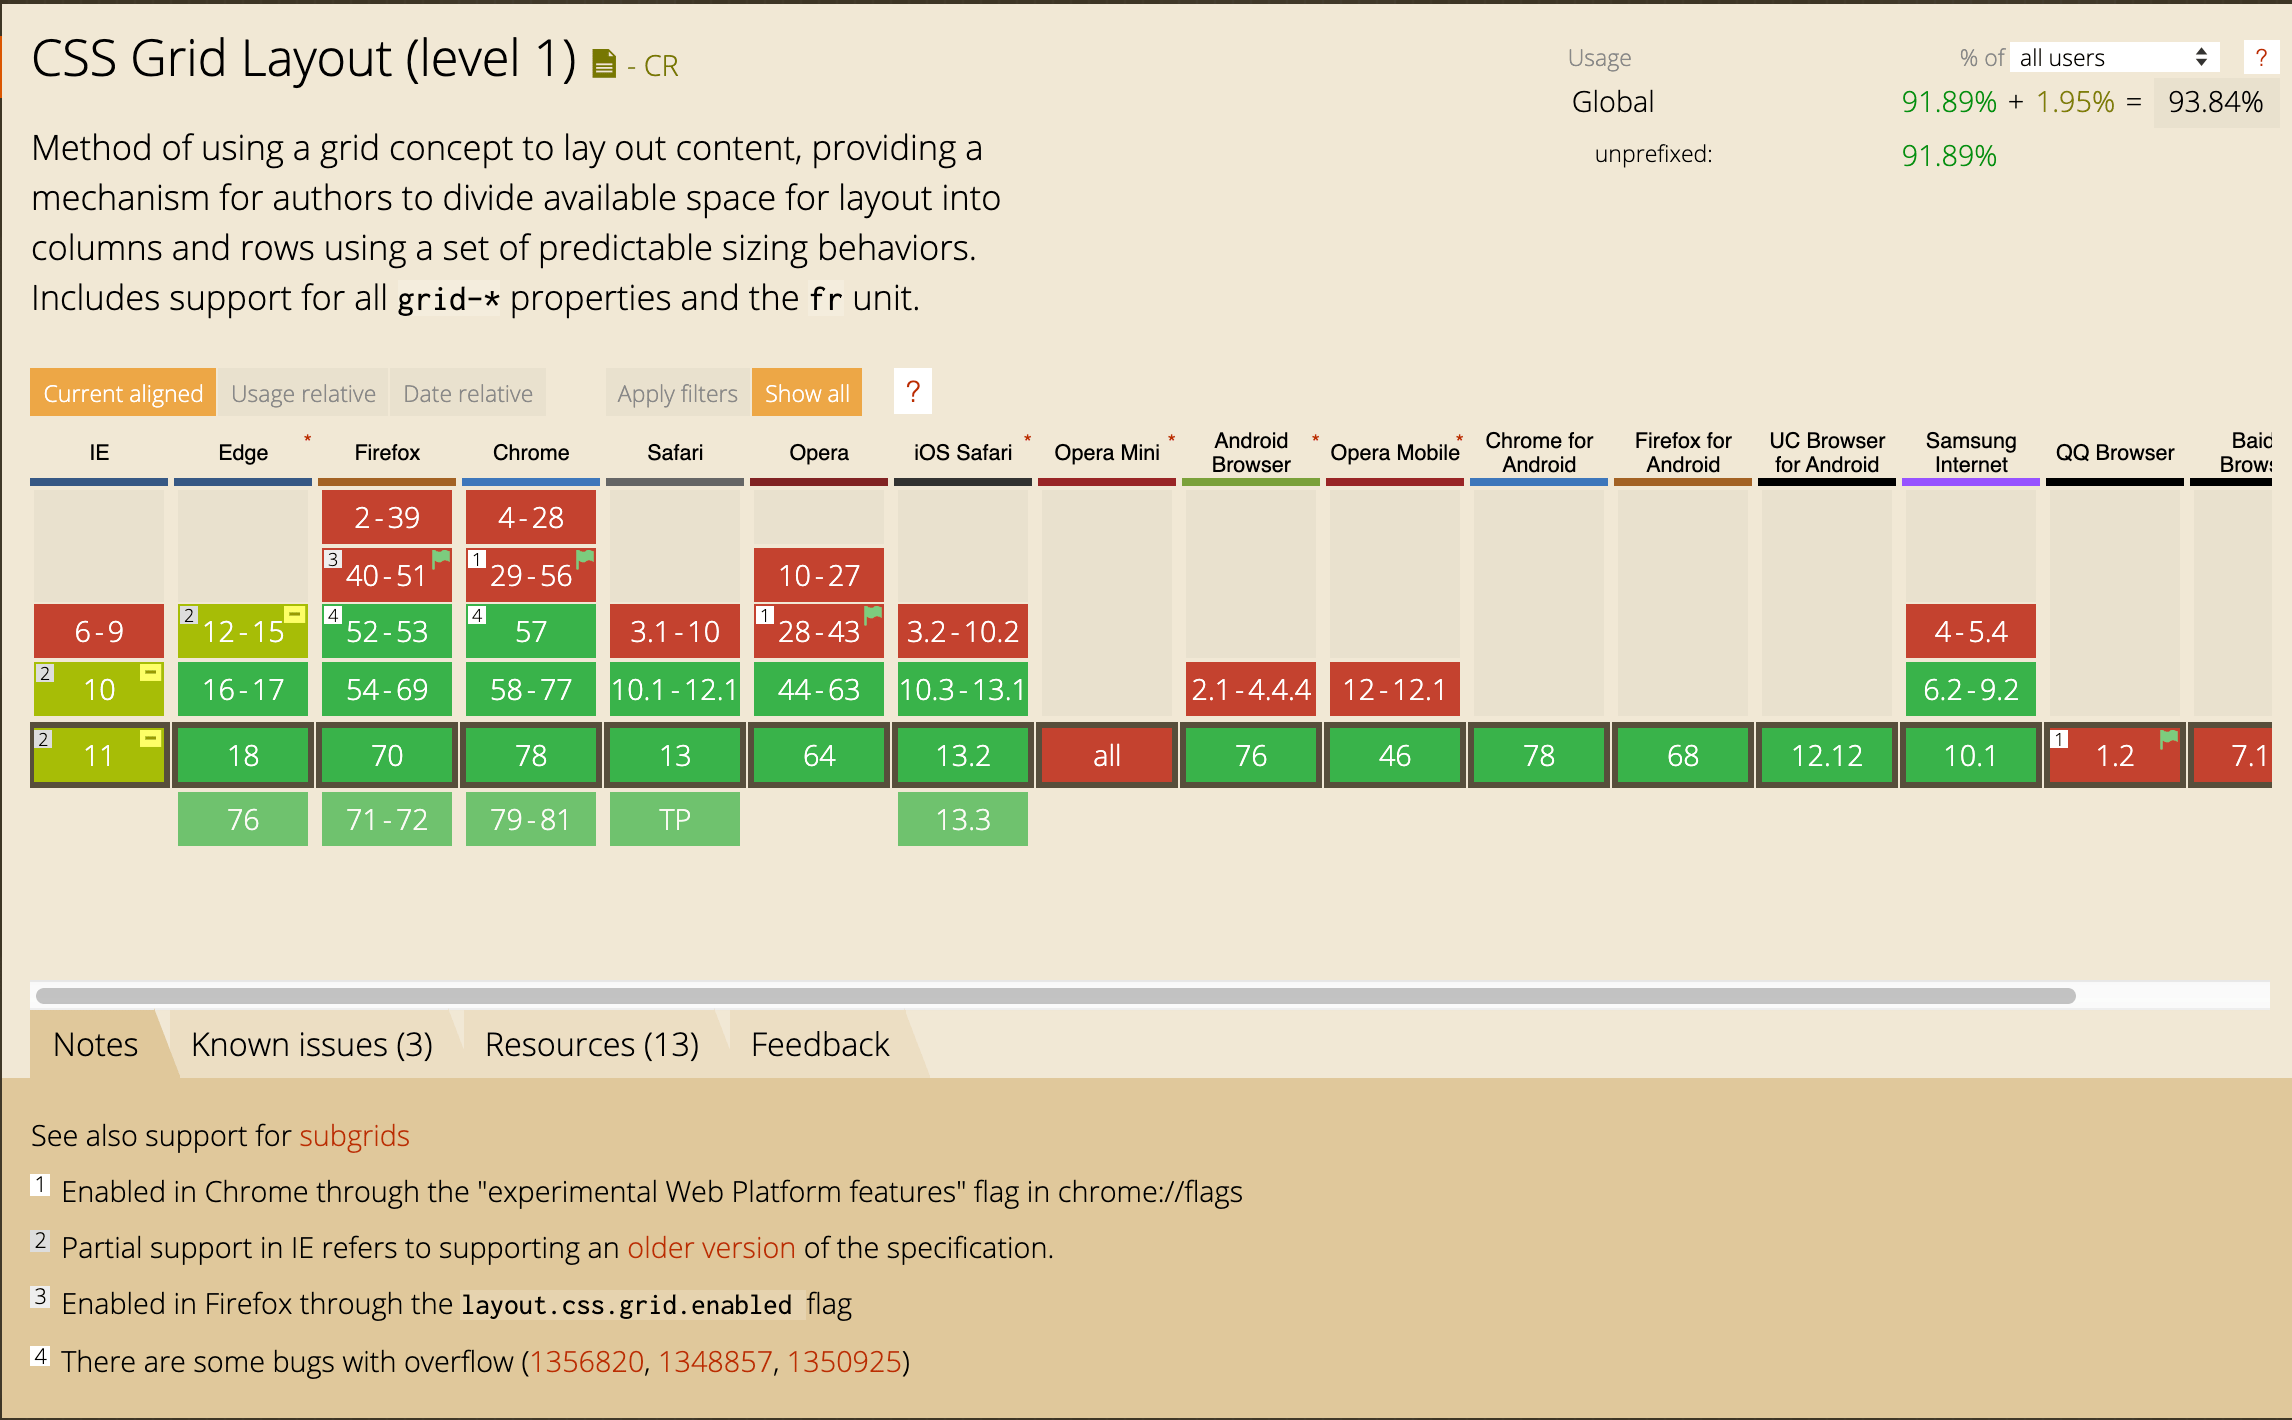 CSS Grid Layout (level 1) - CR
Usage % of all users ?
Global 91.89% + 1.95% = 93.84%
unprefixed: 91.89%
Method of using a grid concept to lay out content, providing a
mechanism for authors to divide available space for layout into
columns and rows using a set of predictable sizing behaviors.
Includes support for all grid-* properties and the fr unit.
Current aligned Usage relative Date relative Apply filters Show all ?
IE Edge * Firefox Chrome Safari Opera iOS Safari * Opera Mini * Android Browser * Opera Mobile * Chrome for Android Firefox for Android UC Browser for Android Samsung Internet QQ Browser Baid Brows
2-39 4-28
3 40-51 1 29-56 10-27
6-9 2 12-15 4 52-53 4 57 3.1-10 1 28-43 3.2-10.2 4-5.4
2 10 16-17 54-69 58-77 10.1-12.1 44-63 10.3-13.1 2.1-4.4.4 12-12.1 6.2-9.2
2 11 18 70 78 13 64 13.2 all 76 46 78 68 12.12 10.1 1 1.2 7.1
76 71-72 79-81 TP 13.3
Notes Known issues (3) Resources (13) Feedback
See also support for subgrids
1 Enabled in Chrome through the "experimental Web Platform features" flag in chrome://flags
2 Partial support in IE refers to supporting an older version of the specification.
3 Enabled in Firefox through the layout.css.grid.enabled flag
4 There are some bugs with overflow (1356820, 1348857, 1350925)